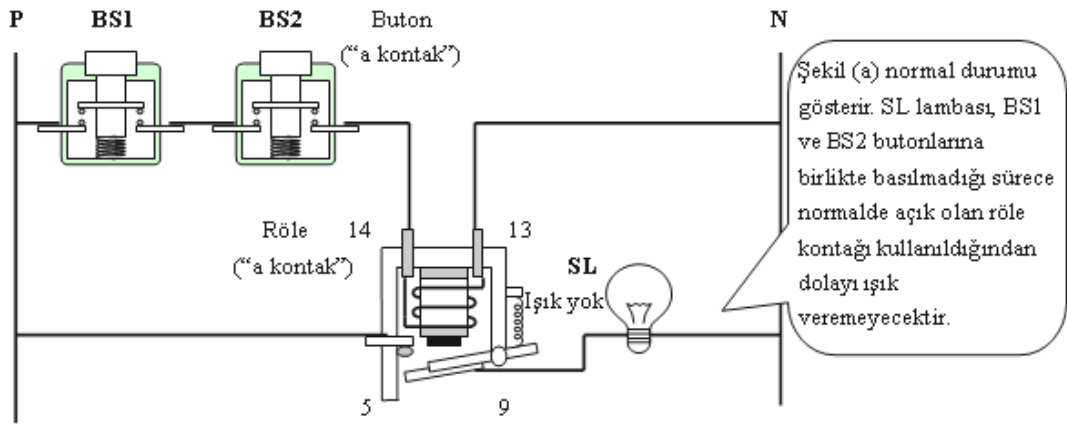 P
BS1
BS2
Buton
("a kontak")
N
Şekil (a) normal durumu
gösterir. SL lambası, BS1
ve BS2 butonlarına
birlikte basılmadığı sürece
normalde açık olan röle
kontağı kullanıldığından
dolayı ışık
veremeyecektir.
Röle
("a kontak")
14
13
SL
Işık yok
5
9